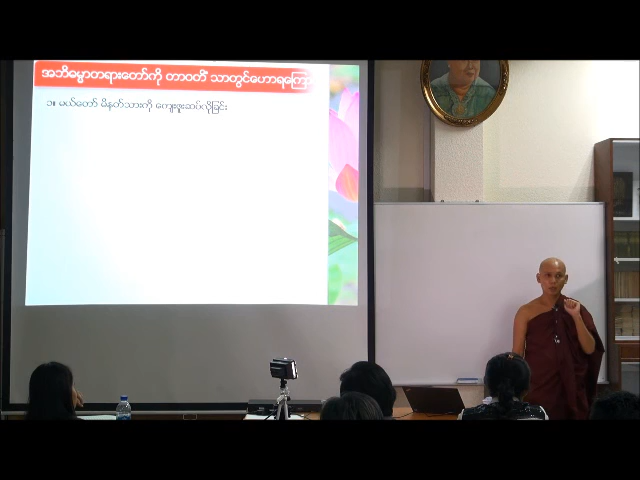 အဘိဓမ္မာတရားတော်ကို တာဝတိံ သာတွင်ဟောရကြော
၁။ မယ်တော် မိနတ်သားကို ကျေးဇူးဆပ်လိုခြင်း